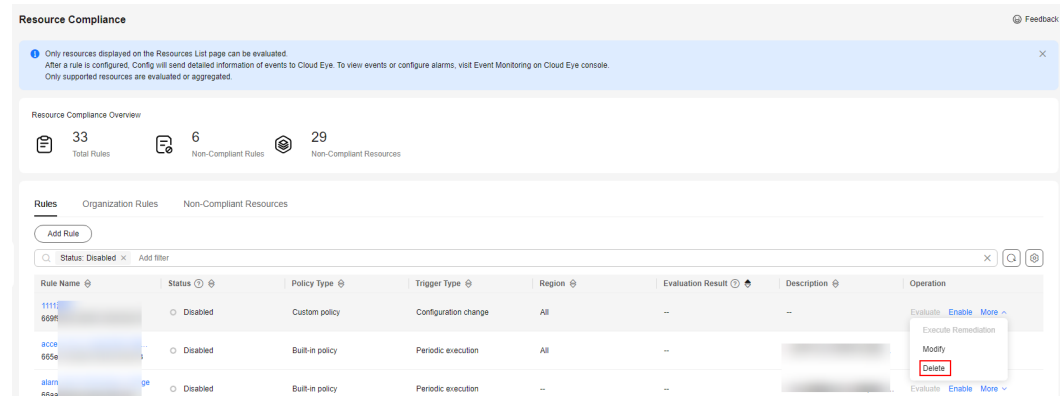 Resource Compliance
Feedback
Only resources displayed on the Resources List page can be evaluated.
After a rule is configured, Config will send detailed information of events to Cloud Eye. To view events or configure alarms, visit Event Monitoring on Cloud Eye console.
Only supported resources are evaluated or aggregated.
Resource Compliance Overview
33
Total Rules
6
Non-Compliant Rules
29
Non-Compliant Resources
Rules Organization Rules Non-Compliant Resources
Add Rule
Status: Disabled × Add filter
Rule Name Status Policy Type Trigger Type Region Evaluation Result Description Operation
Disabled Custom policy Configuration change All -- -- Evaluate Enable More
Execute Remediation
Disabled Built-in policy Periodic execution All -- Modify
Delete
Disabled Built-in policy Periodic execution -- -- Evaluate Enable More